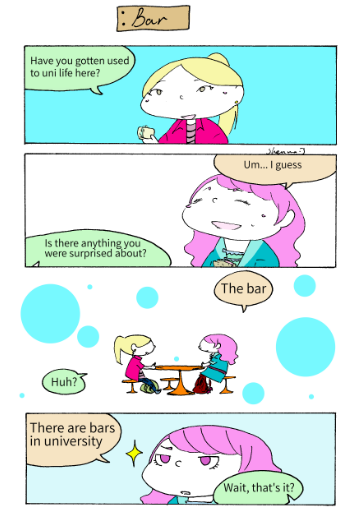 : Bar
Have you gotten used
to uni life here?
Um... I guess
Is there anything you
were surprised about?
The bar
Huh?
There are bars
in university
Wait, that's it?